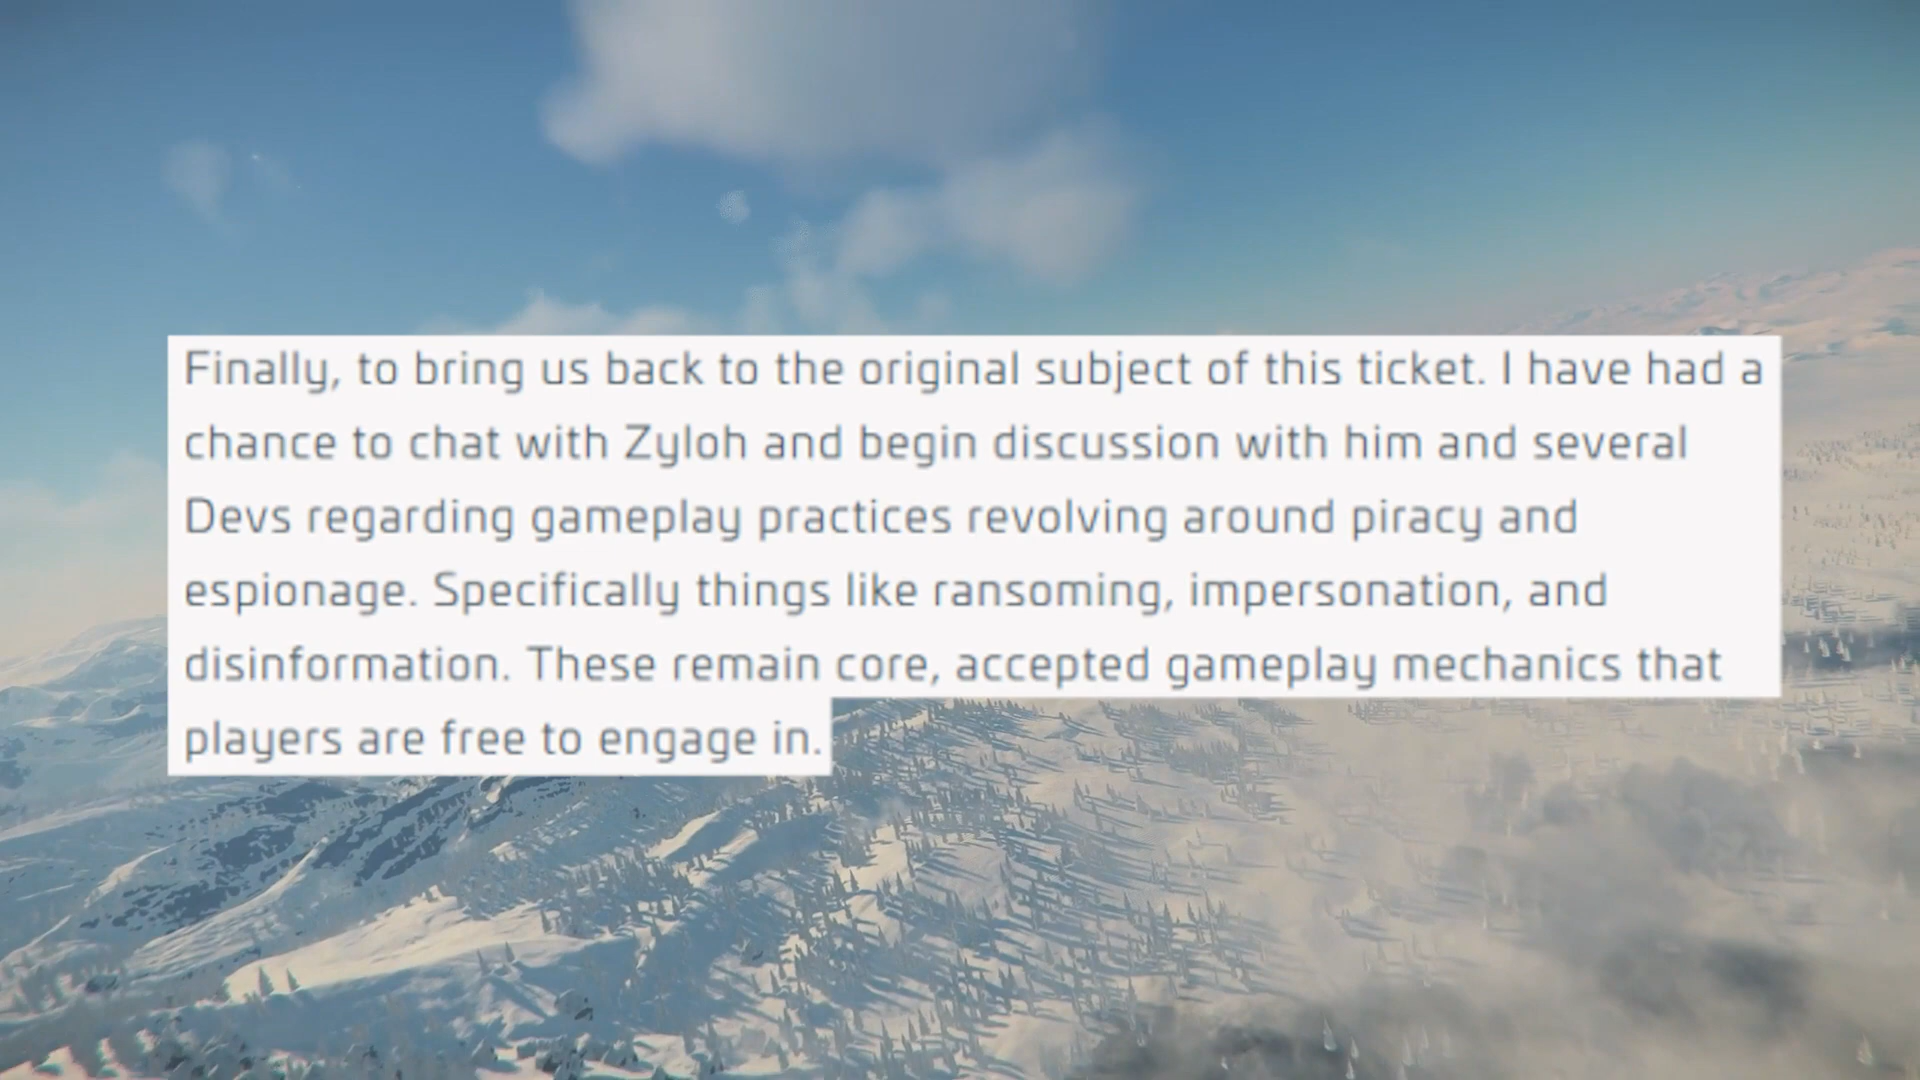 Finally, to bring us back to the original subject of this ticket. I have had a
chance to chat with Zyloh and begin discussion with him and several
Devs regarding gameplay practices revolving around piracy and
espionage. Specifically things like ransoming, impersonation, and
disinformation. These remain core, accepted gameplay mechanics that
players are free to engage in.